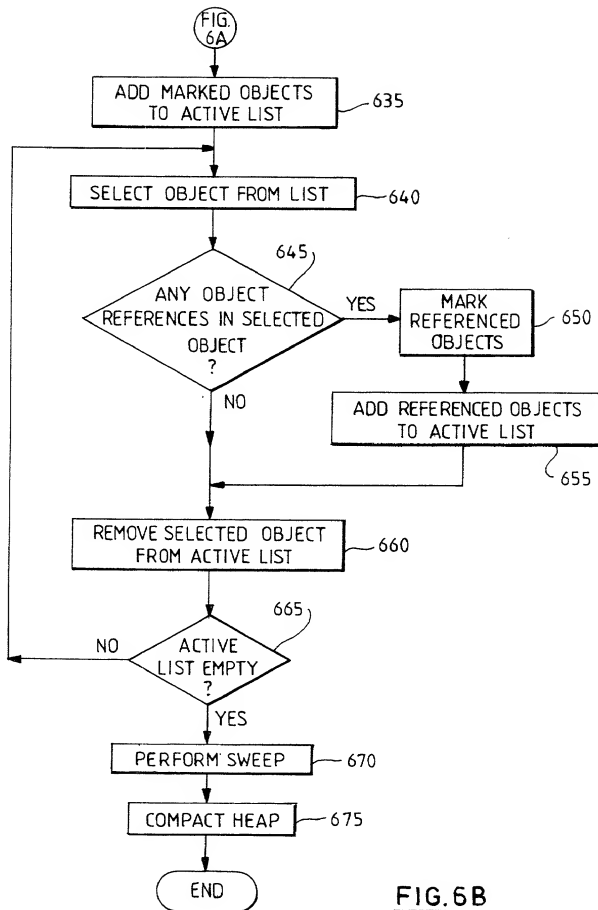 FIG.
6A
ADD MARKED OBJECTS
TO ACTIVE LIST
635
SELECT OBJECT FROM LIST
640
645
ANY OBJECT
REFERENCES IN SELECTED
OBJECT
?
YES
MARK
REFERENCED
OBJECTS
650
NO
ADD REFERENCED OBJECTS
TO ACTIVE LIST
655
REMOVE SELECTED OBJECT
FROM ACTIVE LIST
660
665
NO
ACTIVE
LIST EMPTY
?
YES
PERFORM SWEEP
670
COMPACT HEAP
675
END
FIG.6B